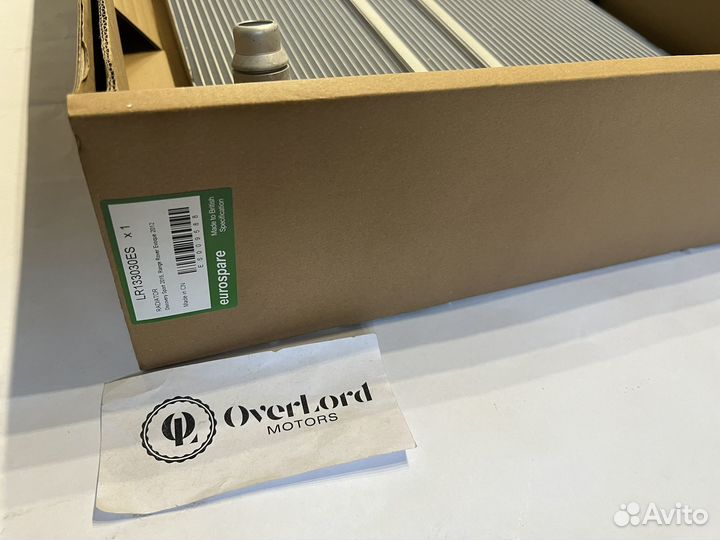 LR133030ES x 1
RADIATOR
Discovery Sport 2015, Range Rover Evoque 2012
Made in CN
ES009588
eurospare
Made to British
Specification
OverLord
MOTORS
Avito